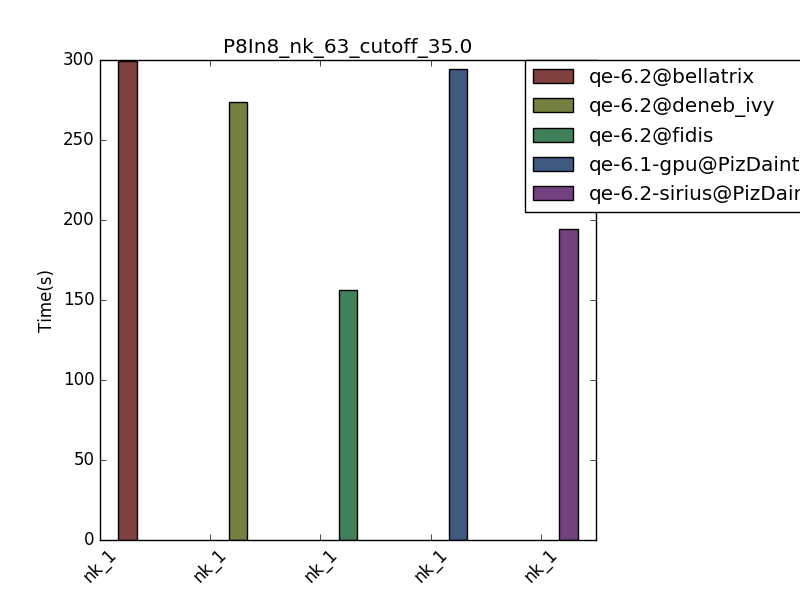 P8In8_nk_63_cutoff_35.0
300
250
200
150
100
50
0
Time(s)
nk_1
nk_1
nk_1
nk_1
nk_1
qe-6.2@bellatrix
qe-6.2@deneb_ivy
qe-6.2@fidis
qe-6.1-gpu@PizDaint
qe-6.2-sirius@PizDain